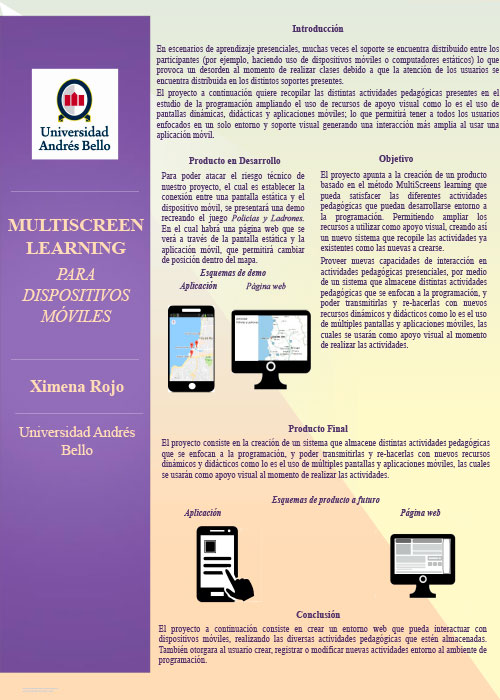 Universidad
Andrés Bello
MULTISCREEN
LEARNING
PARA
DISPOSITIVOS
MÓVILES
Ximena Rojo
Universidad Andrés
Bello
Introducción
En escenarios de aprendizaje presenciales, muchas veces el soporte se encuentra distribuido entre los
participantes (por ejemplo, haciendo uso de dispositivos móviles o computadores estáticos) lo que
provoca un desorden al momento de realizar clases debido a que la atención de los usuarios se
encuentra distribuida en los distintos soportes presentes.
El proyecto a continuación quiere recopilar las distintas actividades pedagógicas presentes en el
estudio de la programación ampliando el uso de recursos de apoyo visual como lo es el uso de
pantallas dinámicas, didácticas y aplicaciones móviles; lo que permitirá tener a todos los usuarios
enfocados en un solo entorno y soporte visual generando una interacción más amplia al usar una
aplicación móvil.
Producto en Desarrollo
Para poder atacar el riesgo técnico de
nuestro proyecto, el cual es establecer la
conexión entre una pantalla estática y el
dispositivo móvil, se presentará una demo
recreando el juego Policías y Ladrones.
En el cual habrá una página web que se
verá a través de la pantalla estática y la
aplicación móvil, que permitirá cambiar
de posición dentro del mapa.
Esquemas de demo
Aplicación
Página web
Objetivo
El proyecto apunta a la creación de un producto
basado en el método MultiScreens learning que
pueda satisfacer las diferentes actividades
pedagógicas que puedan desarrollarse entorno a
la programación. Permitiendo ampliar los
recursos a utilizar como apoyo visual, creando así
un nuevo sistema que recopile las actividades ya
existentes como las nuevas a crearse.
Proveer nuevas capacidades de interacción en
actividades pedagógicas presenciales, por medio
de un sistema que almacene distintas actividades
pedagógicas que se enfocan a la programación, y
poder transmitirlas y re-hacerlas con nuevos
recursos dinámicos y didácticos como lo es el uso
de múltiples pantallas y aplicaciones móviles, las
cuales se usarán como apoyo visual al momento
de realizar las actividades.
Producto Final
El proyecto consiste en la creación de un sistema que almacene distintas actividades pedagógicas
que se enfocan a la programación, y poder transmitirlas y re-hacerlas con nuevos recursos
dinámicos y didácticos como lo es el uso de múltiples pantallas y aplicaciones móviles, las cuales
se usarán como apoyo visual al momento de realizar las actividades.
Esquemas de producto a futuro
Aplicación
Página web
Conclusión
El proyecto a continuación consiste en crear un entorno web que pueda interactuar con
dispositivos móviles, realizando las diversas actividades pedagógicas que estén almacenadas.
También otorgara al usuario crear, registrar o modificar nuevas actividades entorno al ambiente de
programación.